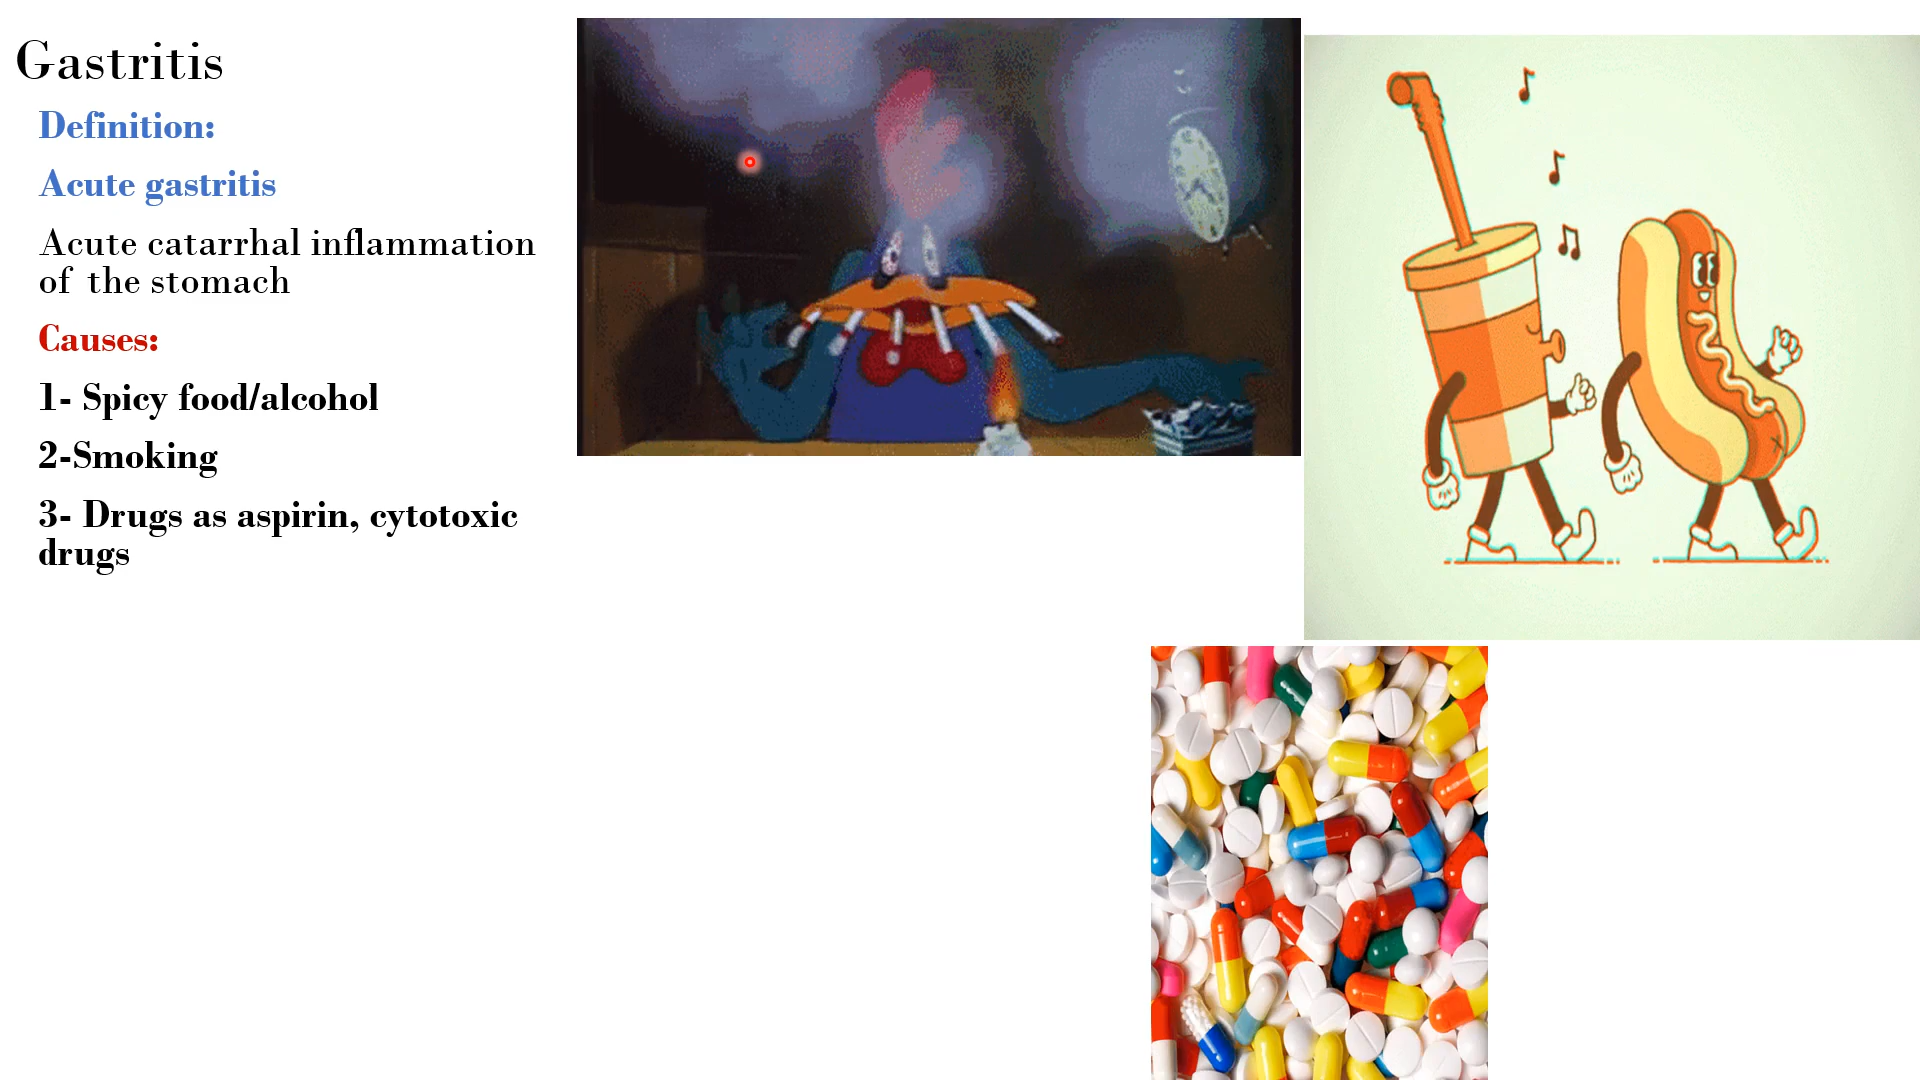 Gastritis
Definition:
Acute gastritis
Acute catarrhal inflammation
of the stomach
Causes:
1- Spicy food/alcohol
2-Smoking
3- Drugs as aspirin, cytotoxic
drugs